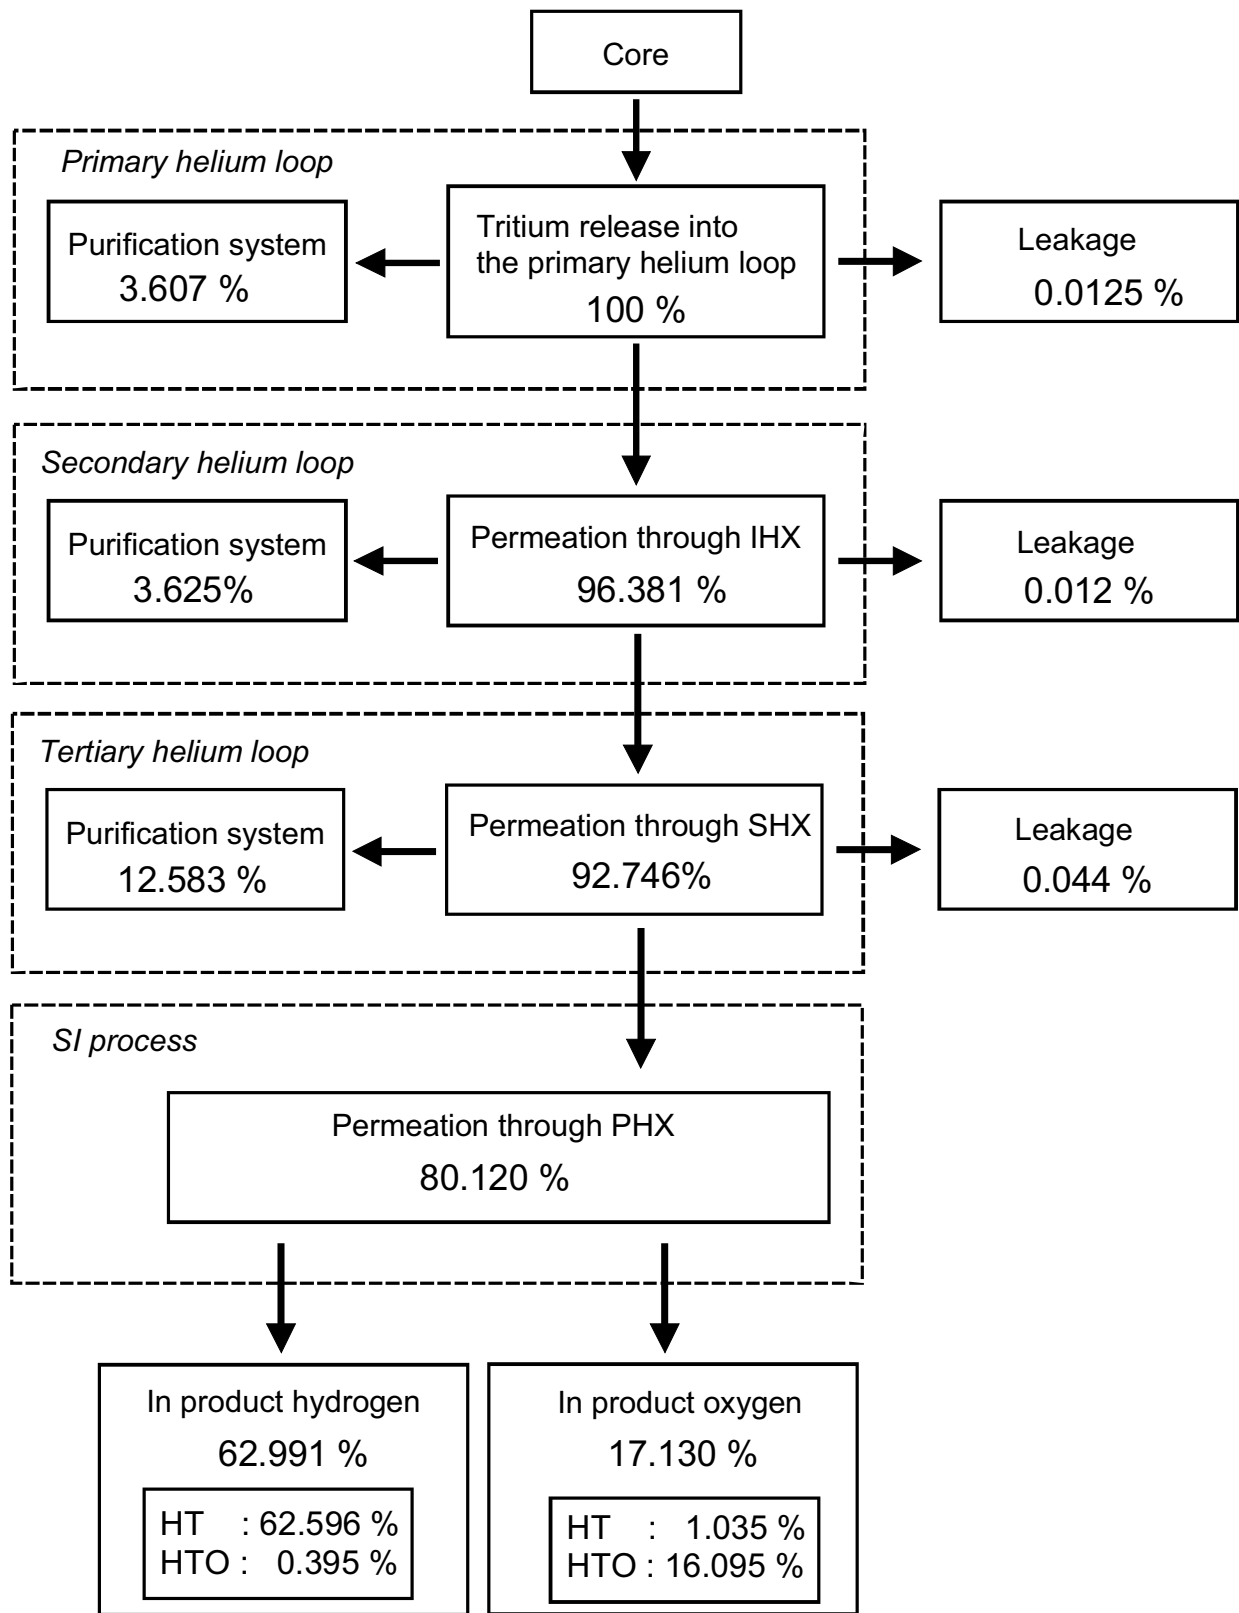 Core
Primary helium loop
Purification system
3.607 %
Tritium release into
the primary helium loop
100 %
Leakage
0.0125 %
Secondary helium loop
Purification system
3.625%
Permeation through IHX
96.381 %
Leakage
0.012 %
Tertiary helium loop
Purification system
12.583 %
Permeation through SHX
92.746%
Leakage
0.044 %
SI process
Permeation through PHX
80.120 %
In product hydrogen
62.991 %
HT : 62.596 %
HTO : 0.395 %
In product oxygen
17.130 %
HT : 1.035 %
HTO : 16.095 %